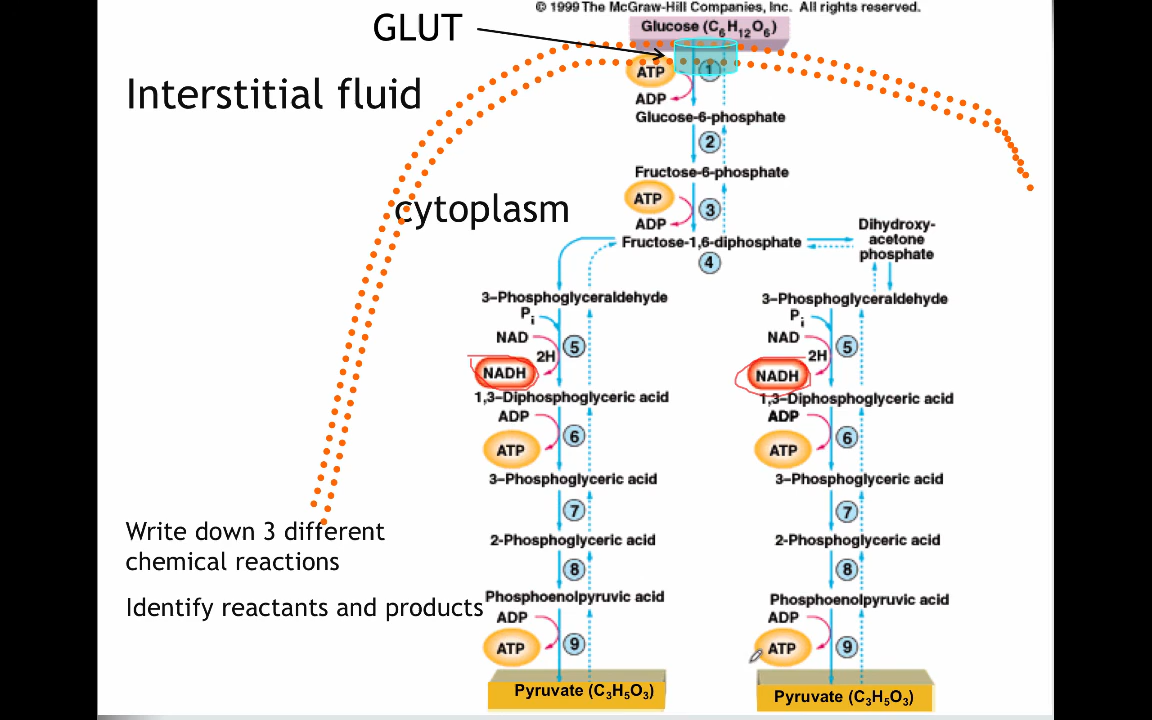 © 1999 The McGraw-Hill Companies, Inc. All rights reserved.
GLUT
Glucose (C₆H₁₂O₆)
ATP
1
ADP
Interstitial fluid
Glucose-6-phosphate
2
Fructose-6-phosphate
ATP
3
ADP
cytoplasm
Fructose-1,6-diphosphate
4
Dihydroxy-
acetone
phosphate
3–Phosphoglyceraldehyde
Pi
NAD
5
2H
NADH
1,3–Diphosphoglyceric acid
ADP
6
ATP
3–Phosphoglyceric acid
7
2-Phosphoglyceric acid
8
Phosphoenolpyruvic acid
ADP
9
ATP
Pyruvate (C₃H₅O₃)
3–Phosphoglyceraldehyde
Pi
NAD
5
2H
NADH
1,3–Diphosphoglyceric acid
ADP
6
ATP
3–Phosphoglyceric acid
7
2-Phosphoglyceric acid
8
Phosphoenolpyruvic acid
ADP
9
ATP
Pyruvate (C₃H₅O₃)
Write down 3 different
chemical reactions
Identify reactants and products